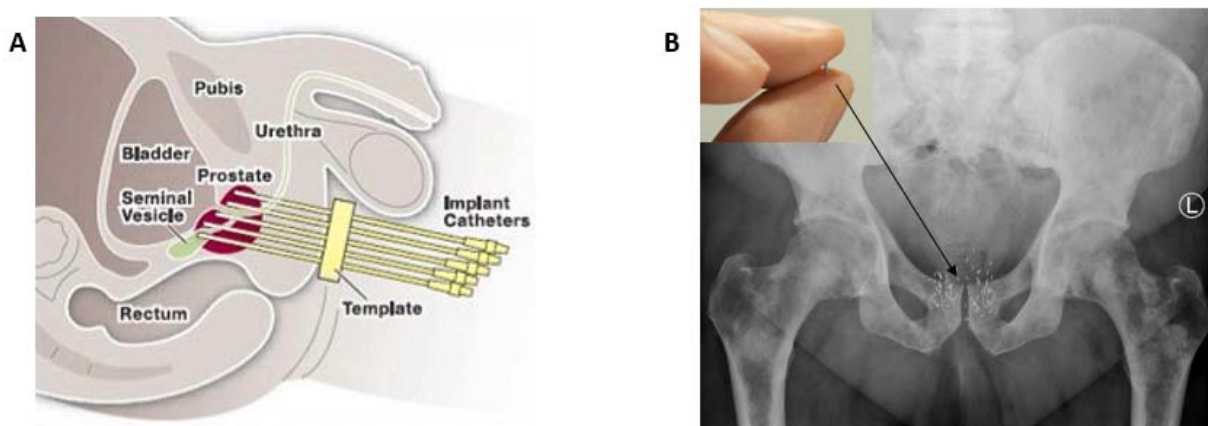 A
Pubis
Urethra
Bladder
Prostate
Seminal
Vesicle
Implant
Catheters
Rectum
Template
B
L